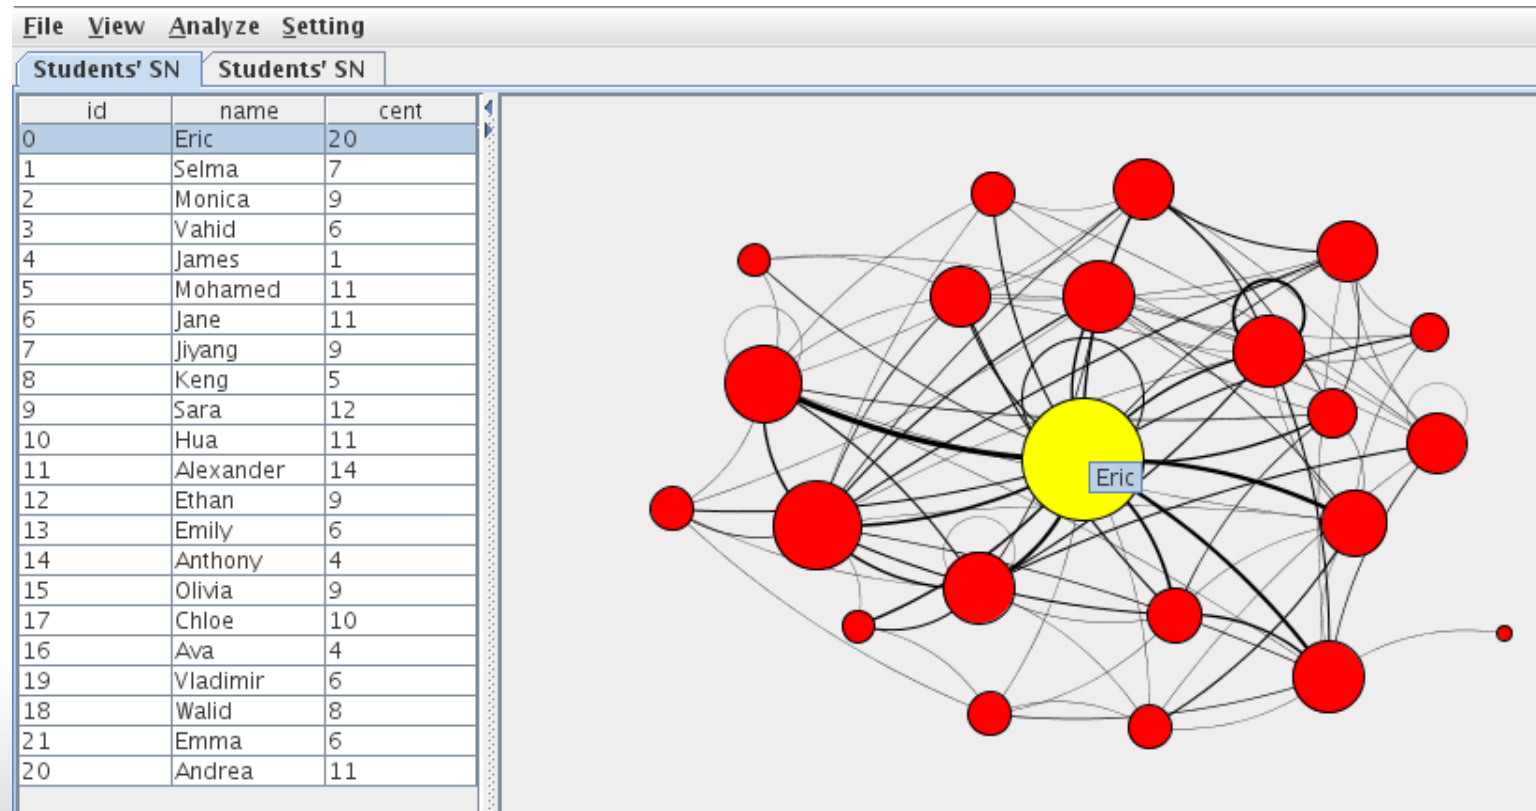 File View Analyze Setting
Students' SN Students' SN
id name cent
0 Eric 20
1 Selma 7
2 Monica 9
3 Vahid 6
4 James 1
5 Mohamed 11
6 Jane 11
7 Jiyang 9
8 Keng 5
9 Sara 12
10 Hua 11
11 Alexander 14
12 Ethan 9
13 Emily 6
14 Anthony 4
15 Olivia 9
17 Chloe 10
16 Ava 4
19 Vladimir 6
18 Walid 8
21 Emma 6
20 Andrea 11
Eric